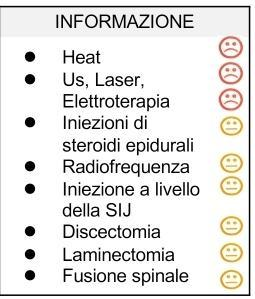 INFORMAZIONE
● Heat
● Us, Laser,
Elettroterapia
● Iniezioni di
steroidi epidurali
● Radiofrequenza
● Iniezione a livello
della SIJ
● Discectomia
● Laminectomia
● Fusione spinale